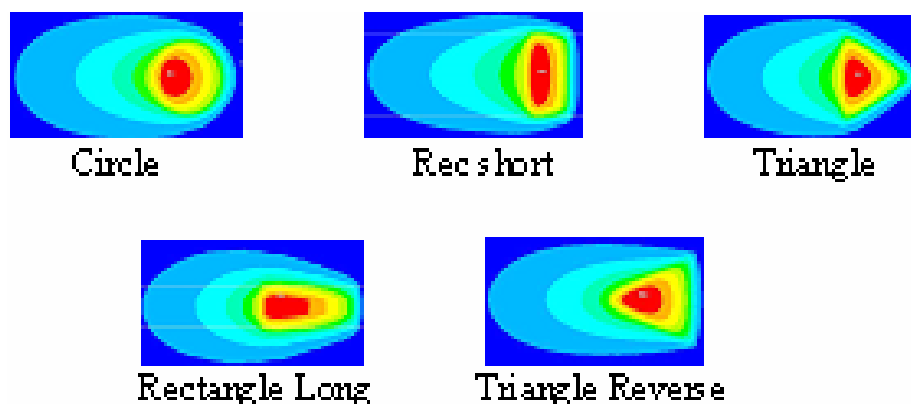 Circle
Rec short
Triangle
Rectangle Long
Triangle Reverse